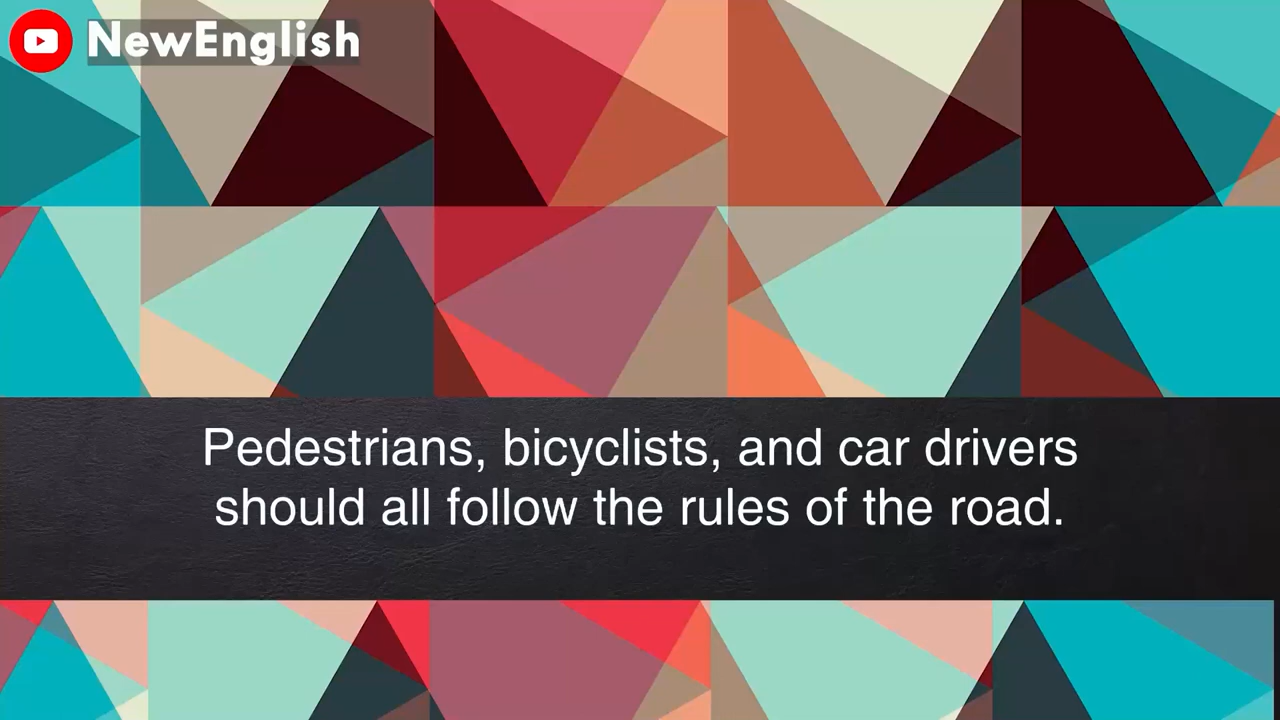 NewEnglish
Pedestrians, bicyclists, and car drivers
should all follow the rules of the road.